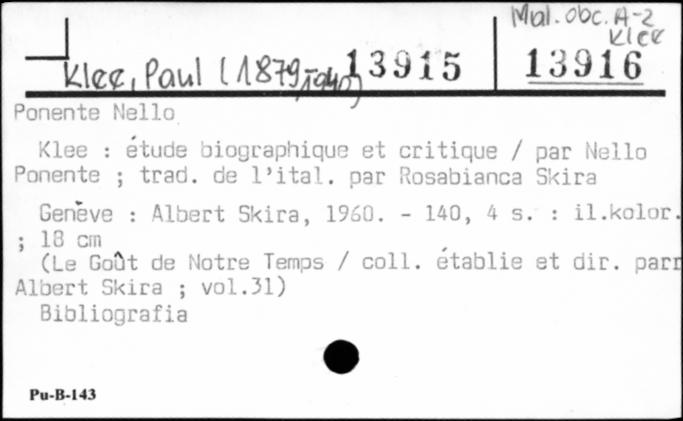 Mal. obc. A-Z
Klee
Klee, Paul (1879-1940) 13915 13916
Ponente Nello
Klee : étude biographique et critique / par Nello
Ponente ; trad. de l'ital. par Rosabianca Skira
Genève : Albert Skira, 1960. - 140, 4 s. : il.kolor.
; 18 cm
(Le Goût de Notre Temps / coll. établie et dir. parr
Albert Skira ; vol.31)
Bibliografia
Pu-B-143